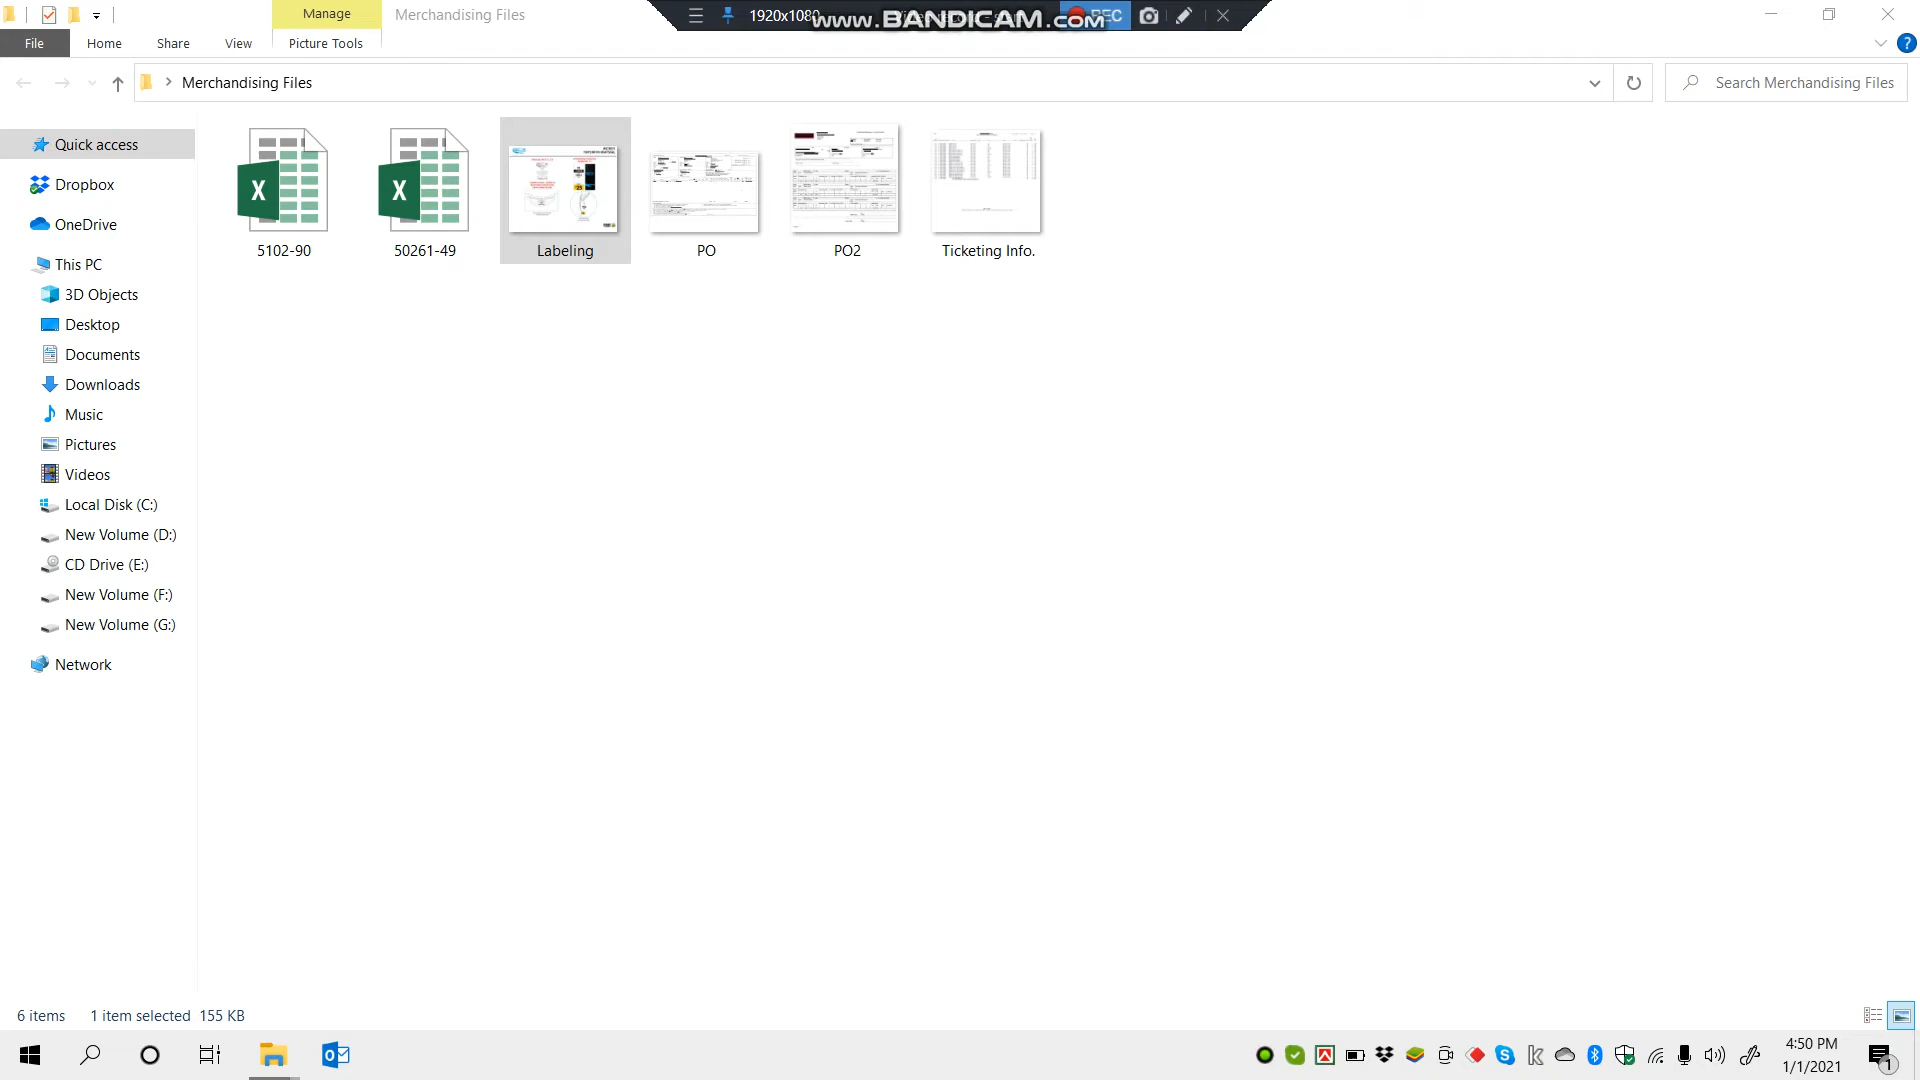 Manage
Merchandising Files
1920x1080
www.BANDICAM.com
REC
File
Home
Share
View
Picture Tools
Merchandising Files
Search Merchandising Files
Quick access
Dropbox
OneDrive
This PC
3D Objects
Desktop
Documents
Downloads
Music
Pictures
Videos
Local Disk (C:)
New Volume (D:)
CD Drive (E:)
New Volume (F:)
New Volume (G:)
Network
5102-90
50261-49
Labeling
PO
PO2
Ticketing Info.
6 items
1 item selected 155 KB
4:50 PM
1/1/2021
1